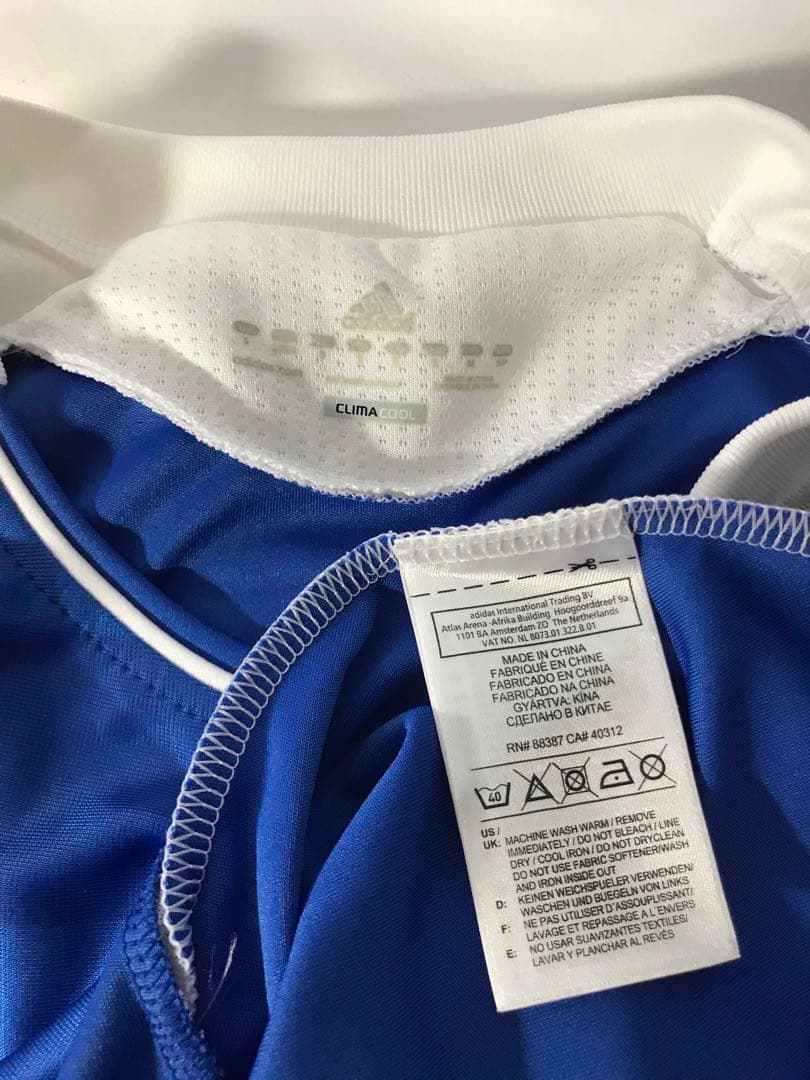 adidas
CLIMACOOL
adidas International Trading BV
Atlas Arena -Afrika Building. Hoogoorddreef 9a
1101 BA Amsterdam ZO The Netherlands
VAT NO. NL 8073.01.322.B.01
MADE IN CHINA
FABRIQUÉ EN CHINE
FABRICADO EN CHINA
FABRICADO NA CHINA
GYÁRTVA: KÍNA
СДЕЛАНО В КИТАЕ
RN# 88387 CA# 40312
40
US /
UK: MACHINE WASH WARM / REMOVE
IMMEDIATELY / DO NOT BLEACH / LINE
DRY / COOL IRON / DO NOT DRYCLEAN
DO NOT USE FABRIC SOFTENER/WASH
AND IRON INSIDE OUT
D: KEINEN WEICHSPUELER VERWENDEN/
WASCHEN UND BUEGELN VON LINKS
F: NE PAS UTILISER D'ASSOUPLISSANT/
LAVAGE ET REPASSAGE A L'ENVERS
E: NO USAR SUAVIZANTES TEXTILES/
LAVAR Y PLANCHAR AL REVÉS